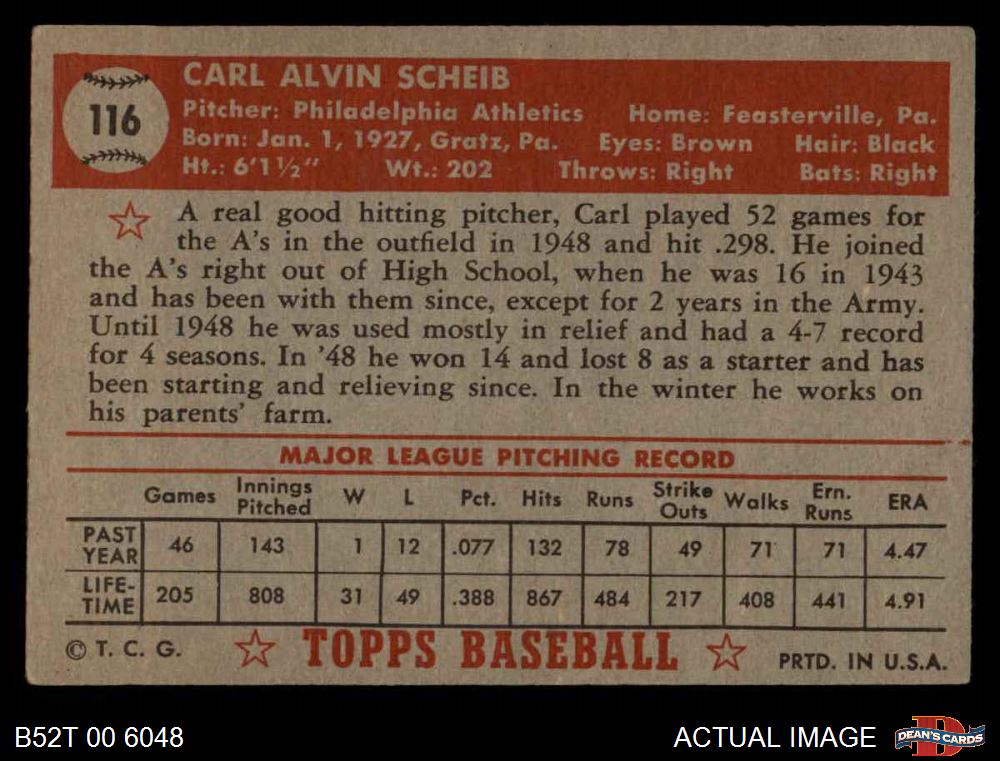 116
CARL ALVIN SCHEIB
Pitcher: Philadelphia Athletics Home: Feasterville, Pa.
Born: Jan. 1, 1927, Gratz, Pa. Eyes: Brown Hair: Black
Ht.: 6'1½" Wt.: 202 Throws: Right Bats: Right
A real good hitting pitcher, Carl played 52 games for
the A's in the outfield in 1948 and hit .298. He joined
the A's right out of High School, when he was 16 in 1943
and has been with them since, except for 2 years in the Army.
Until 1948 he was used mostly in relief and had a 4-7 record
for 4 seasons. In '48 he won 14 and lost 8 as a starter and has
been starting and relieving since. In the winter he works on
his parents' farm.
MAJOR LEAGUE PITCHING RECORD
Games Innings Pitched W L Pct. Hits Runs Strike Outs Walks Ern. Runs ERA
PAST YEAR 46 143 1 12 .077 132 78 49 71 71 4.47
LIFE-TIME 205 808 31 49 .388 867 484 217 408 441 4.91
© T. C. G. TOPPS BASEBALL PRTD. IN U.S.A.
B52T 00 6048 ACTUAL IMAGE DEAN'S CARDS